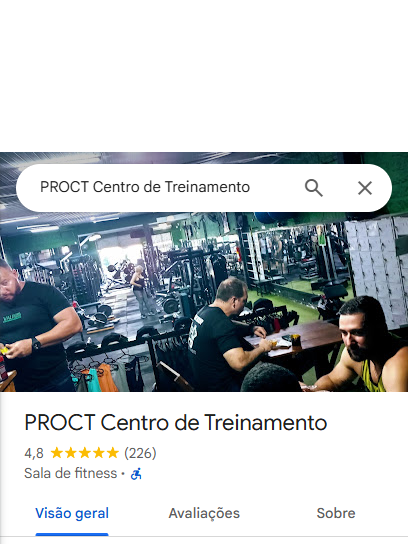 PROCT Centro de Treinamento
PROCT Centro de Treinamento
4,8 ★★★★★ (226)
Sala de fitness ·
Visão geral Avaliações Sobre